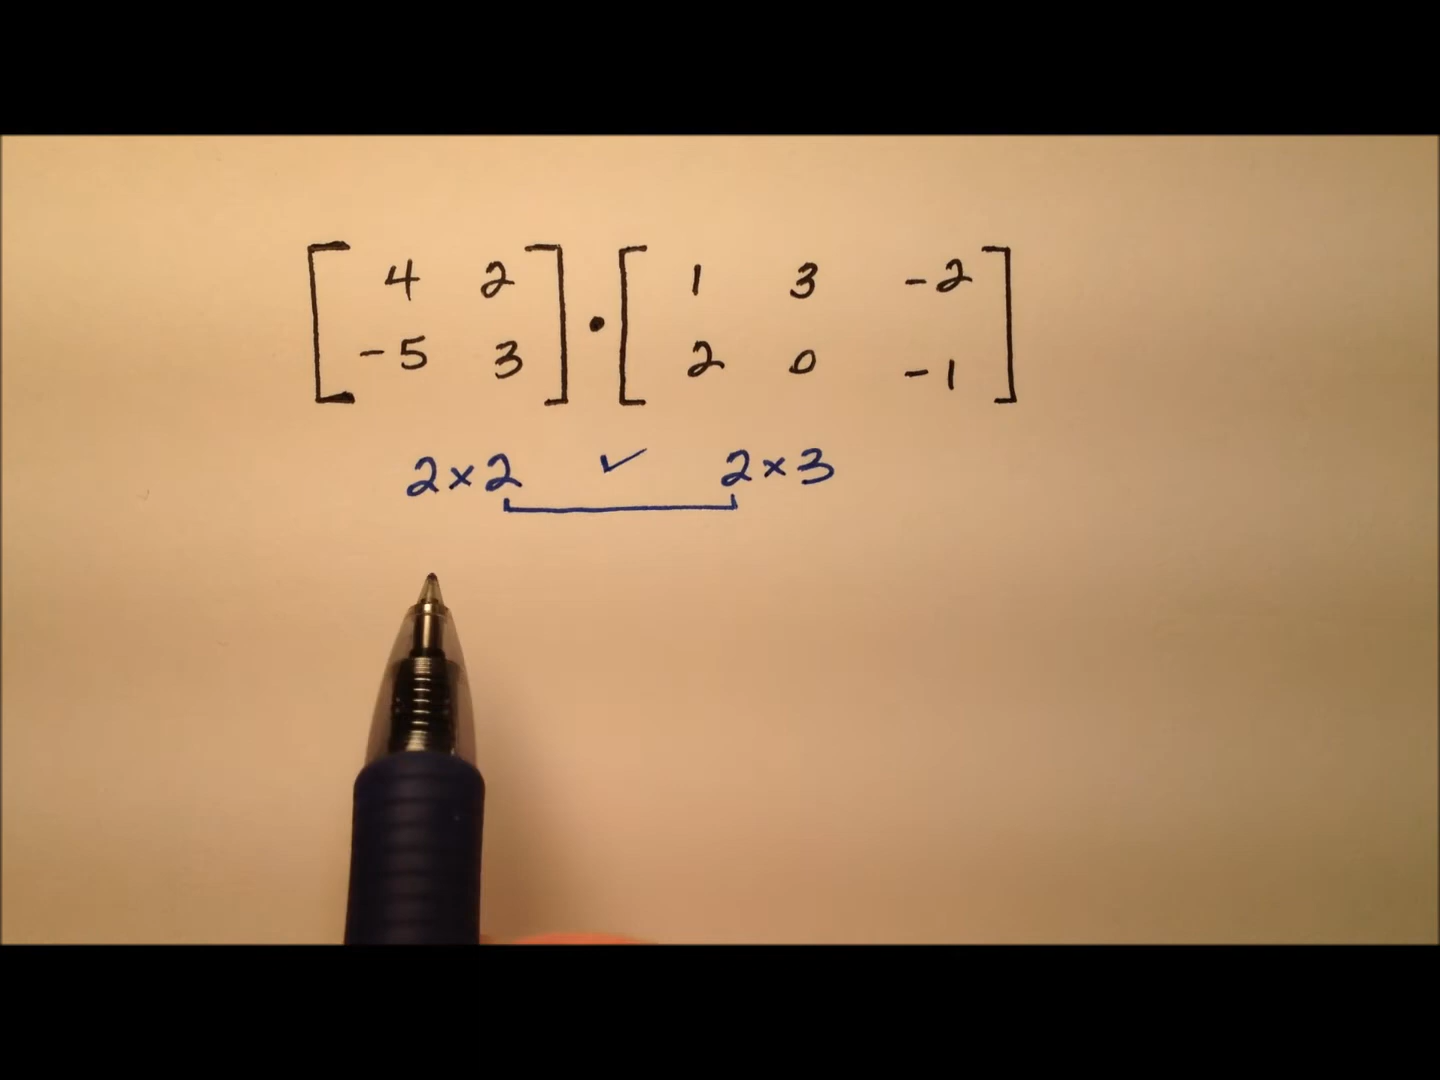 [ 4 2 ] · [ 1 3 -2 ]
[ -5 3 ] [ 2 0 -1 ]
2×2 ✓ 2×3